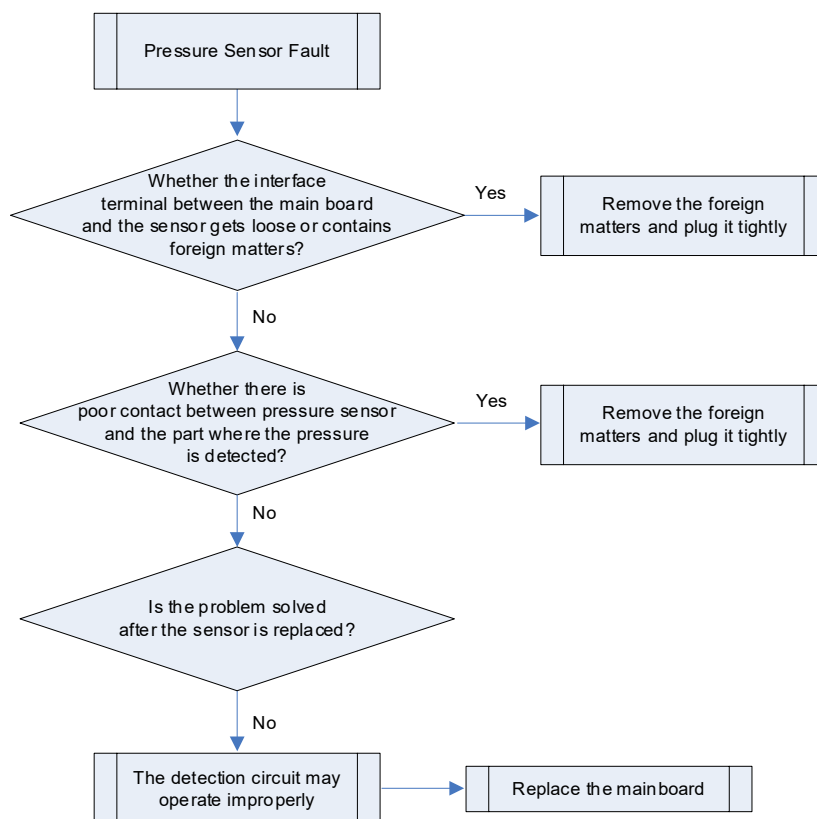 Pressure Sensor Fault
Whether the interface
terminal between the main board
and the sensor gets loose or contains
foreign matters?
Yes
Remove the foreign
matters and plug it tightly
No
Whether there is
poor contact between pressure sensor
and the part where the pressure
is detected?
Yes
Remove the foreign
matters and plug it tightly
No
Is the problem solved
after the sensor is replaced?
No
The detection circuit may
operate improperly
Replace the mainboard